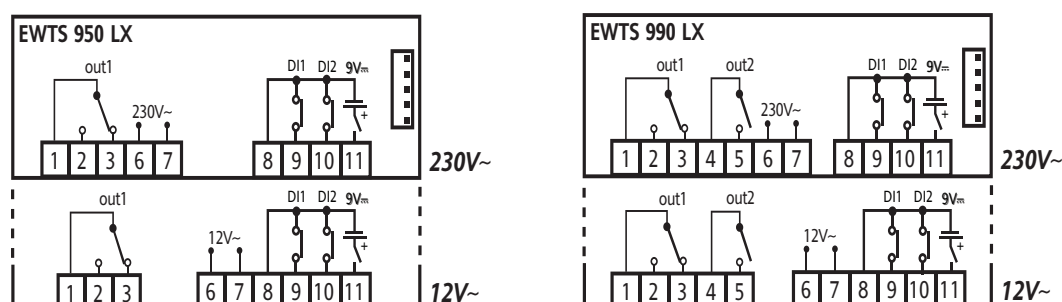 EWTS 950 LX
out1
DI1 DI2 9V
230V~
+
1 2 3 6 7
8 9 10 11
230V~
out1
DI1 DI2 9V
12V~
+
1 2 3
6 7 8 9 10 11
12V~
EWTS 990 LX
out1 out2
DI1 DI2 9V
230V~
+
1 2 3 4 5 6 7
8 9 10 11
230V~
out1 out2
DI1 DI2 9V
12V~
+
1 2 3 4 5
6 7 8 9 10 11
12V~